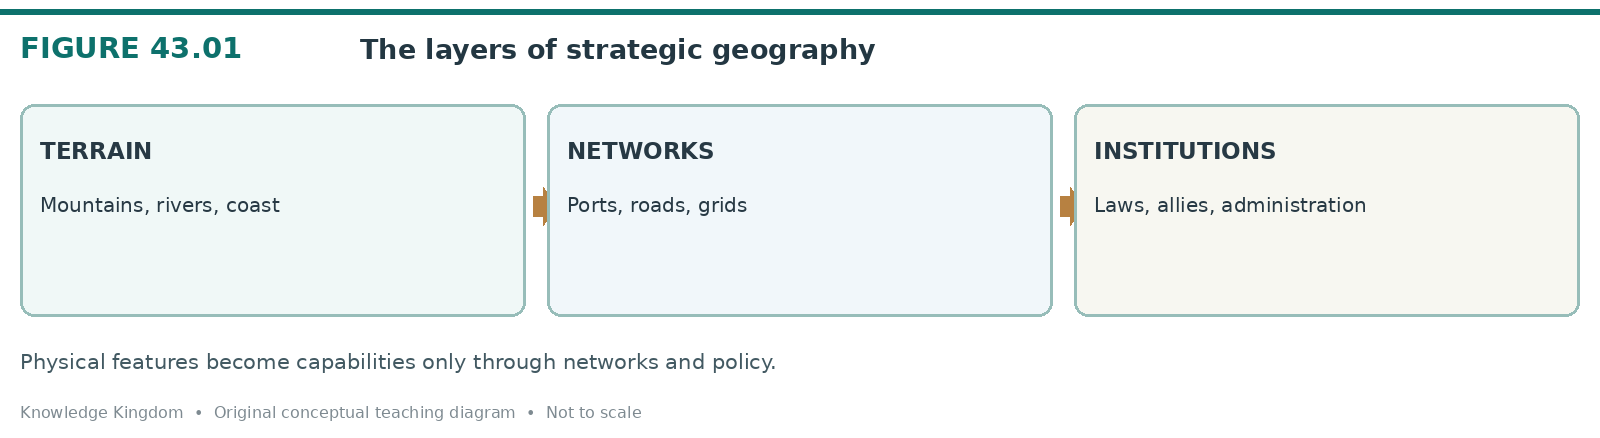 FIGURE 43.01 The layers of strategic geography
TERRAIN
Mountains, rivers, coast
NETWORKS
Ports, roads, grids
INSTITUTIONS
Laws, allies, administration
Physical features become capabilities only through networks and policy.
Knowledge Kingdom • Original conceptual teaching diagram • Not to scale